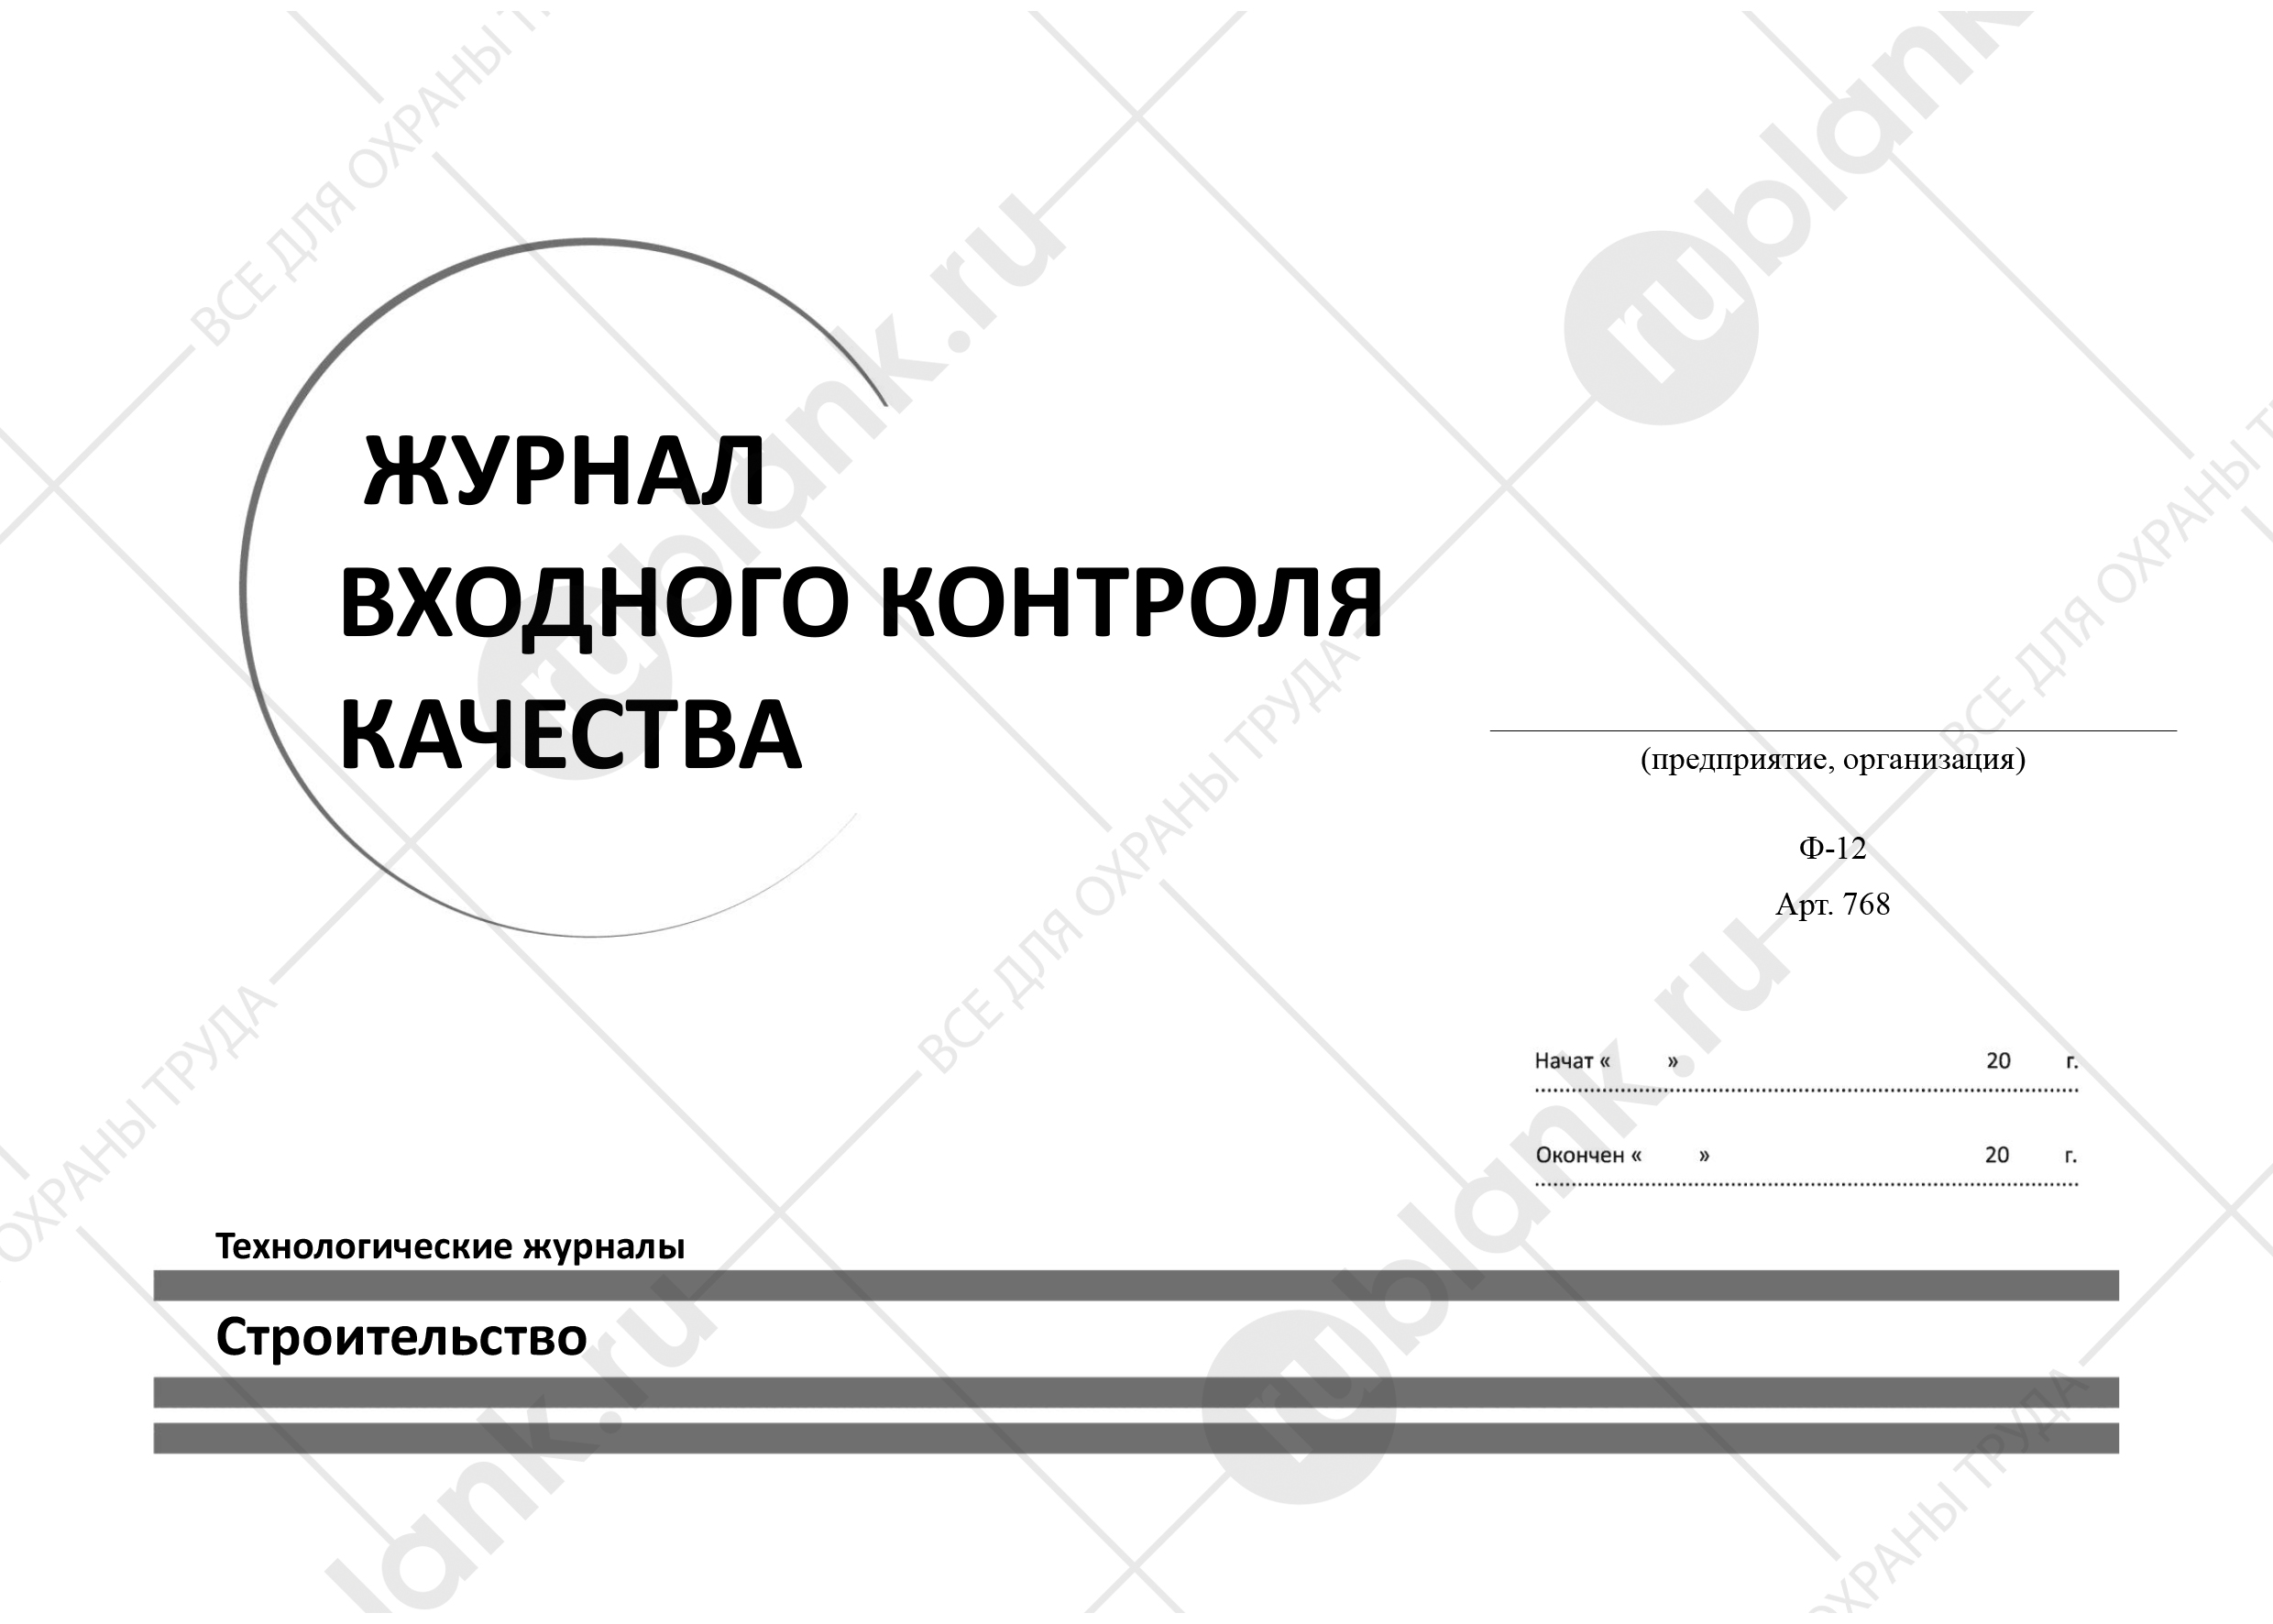 ЖУРНАЛ
ВХОДНОГО КОНТРОЛЯ
КАЧЕСТВА
(предприятие, организация)
Ф-12
Арт. 768
Начат « » 20 г.
Окончен « » 20 г.
Технологические журналы
Строительство
rublank.ru
ВСЕ ДЛЯ ОХРАНЫ ТРУДА